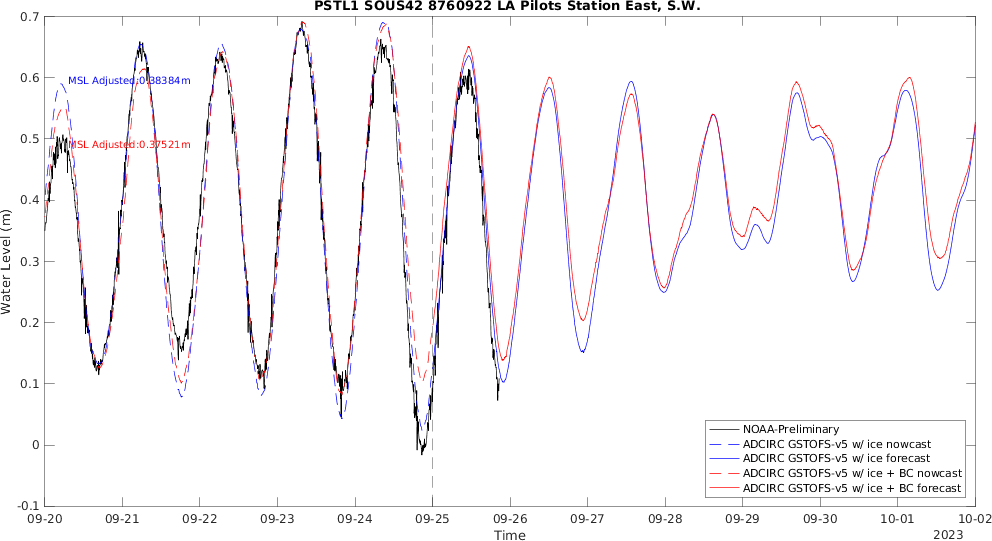 PSTL1 SOUS42 8760922 LA Pilots Station East, S.W.
0.7
0.6
0.5
0.4
0.3
0.2
0.1
0
-0.1
Water Level (m)
MSL Adjusted:0.38384m
MSL Adjusted:0.37521m
NOAA-Preliminary
ADCIRC GSTOFS-v5 w/ ice nowcast
ADCIRC GSTOFS-v5 w/ ice forecast
ADCIRC GSTOFS-v5 w/ ice + BC nowcast
ADCIRC GSTOFS-v5 w/ ice + BC forecast
09-20 09-21 09-22 09-23 09-24 09-25 09-26 09-27 09-28 09-29 09-30 10-01 10-02
Time
2023